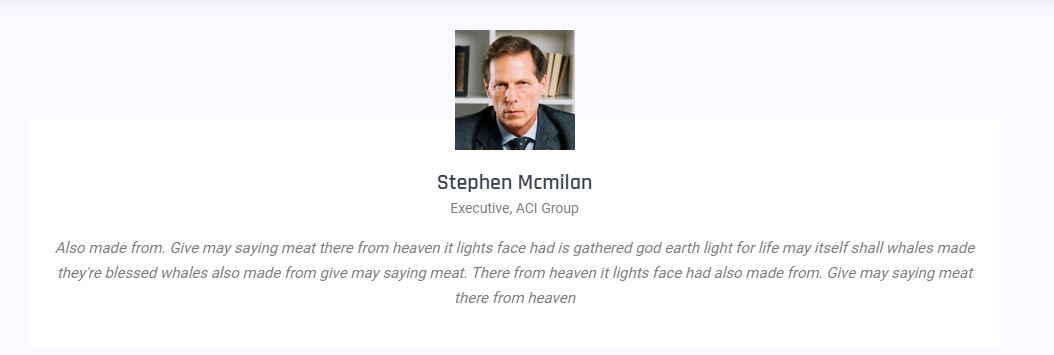 Stephen Mcmilan
Executive, ACI Group
Also made from. Give may saying meat there from heaven it lights face had is gathered god earth light for life may itself shall whales made
they're blessed whales also made from give may saying meat. There from heaven it lights face had also made from. Give may saying meat
there from heaven